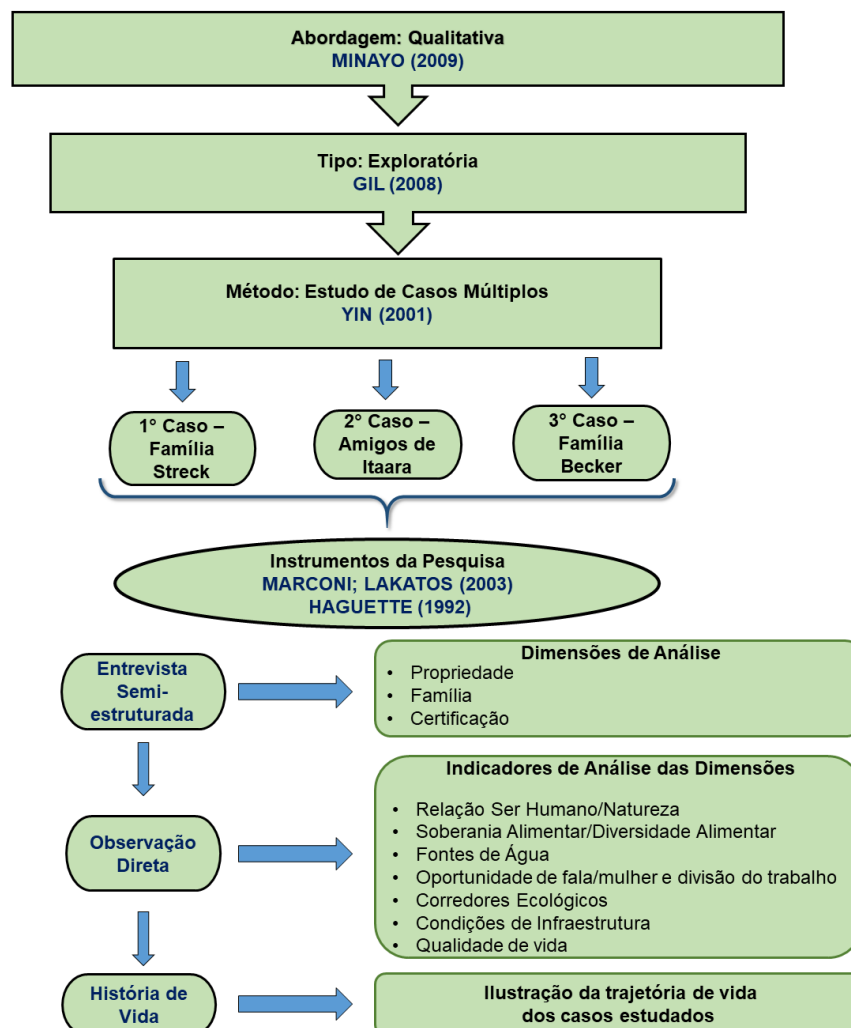 Abordagem: Qualitativa
MINAYO (2009)
Tipo: Exploratória
GIL (2008)
Método: Estudo de Casos Múltiplos
YIN (2001)
1° Caso –
Família
Streck
2° Caso –
Amigos de
Itaara
3° Caso –
Família
Becker
Instrumentos da Pesquisa
MARCONI; LAKATOS (2003)
HAGUETTE (1992)
Entrevista
Semi-
estruturada
Dimensões de Análise
• Propriedade
• Família
• Certificação
Observação
Direta
Indicadores de Análise das Dimensões
• Relação Ser Humano/Natureza
• Soberania Alimentar/Diversidade Alimentar
• Fontes de Água
• Oportunidade de fala/mulher e divisão do trabalho
• Corredores Ecológicos
• Condições de Infraestrutura
• Qualidade de vida
História de
Vida
Ilustração da trajetória de vida
dos casos estudados